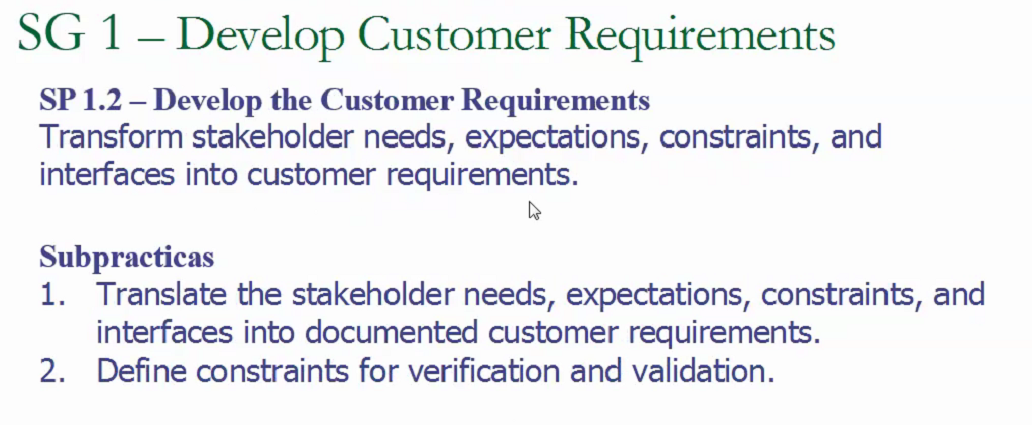 SG 1 – Develop Customer Requirements
SP 1.2 – Develop the Customer Requirements
Transform stakeholder needs, expectations, constraints, and
interfaces into customer requirements.
Subpracticas
1. Translate the stakeholder needs, expectations, constraints, and
interfaces into documented customer requirements.
2. Define constraints for verification and validation.